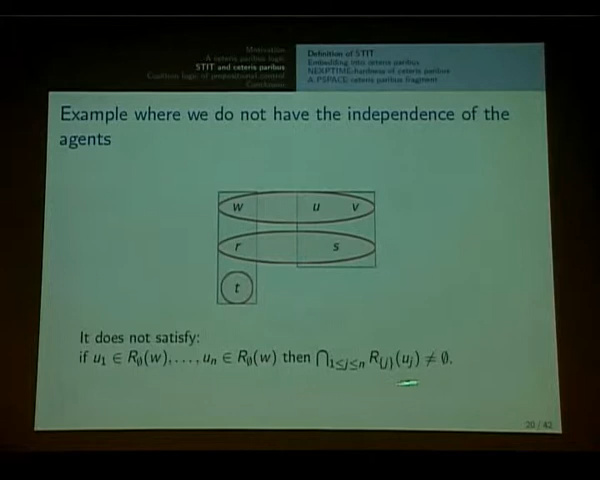 Motivation
A ceteris paribus logic
STIT and ceteris paribus
Coalition logic of propositional control
Conclusion
Definition of STIT
Embedding into ceteris paribus
NEXPTIME-hardness of ceteris paribus
A PSPACE ceteris paribus fragment
Example where we do not have the independence of the
agents
w u v
r s
t
It does not satisfy:
if u₁ ∈ R∅(w), . . . , uₙ ∈ R∅(w) then ⋂₁≤j≤n R{j}(uj) ≠ ∅.
20 / 42